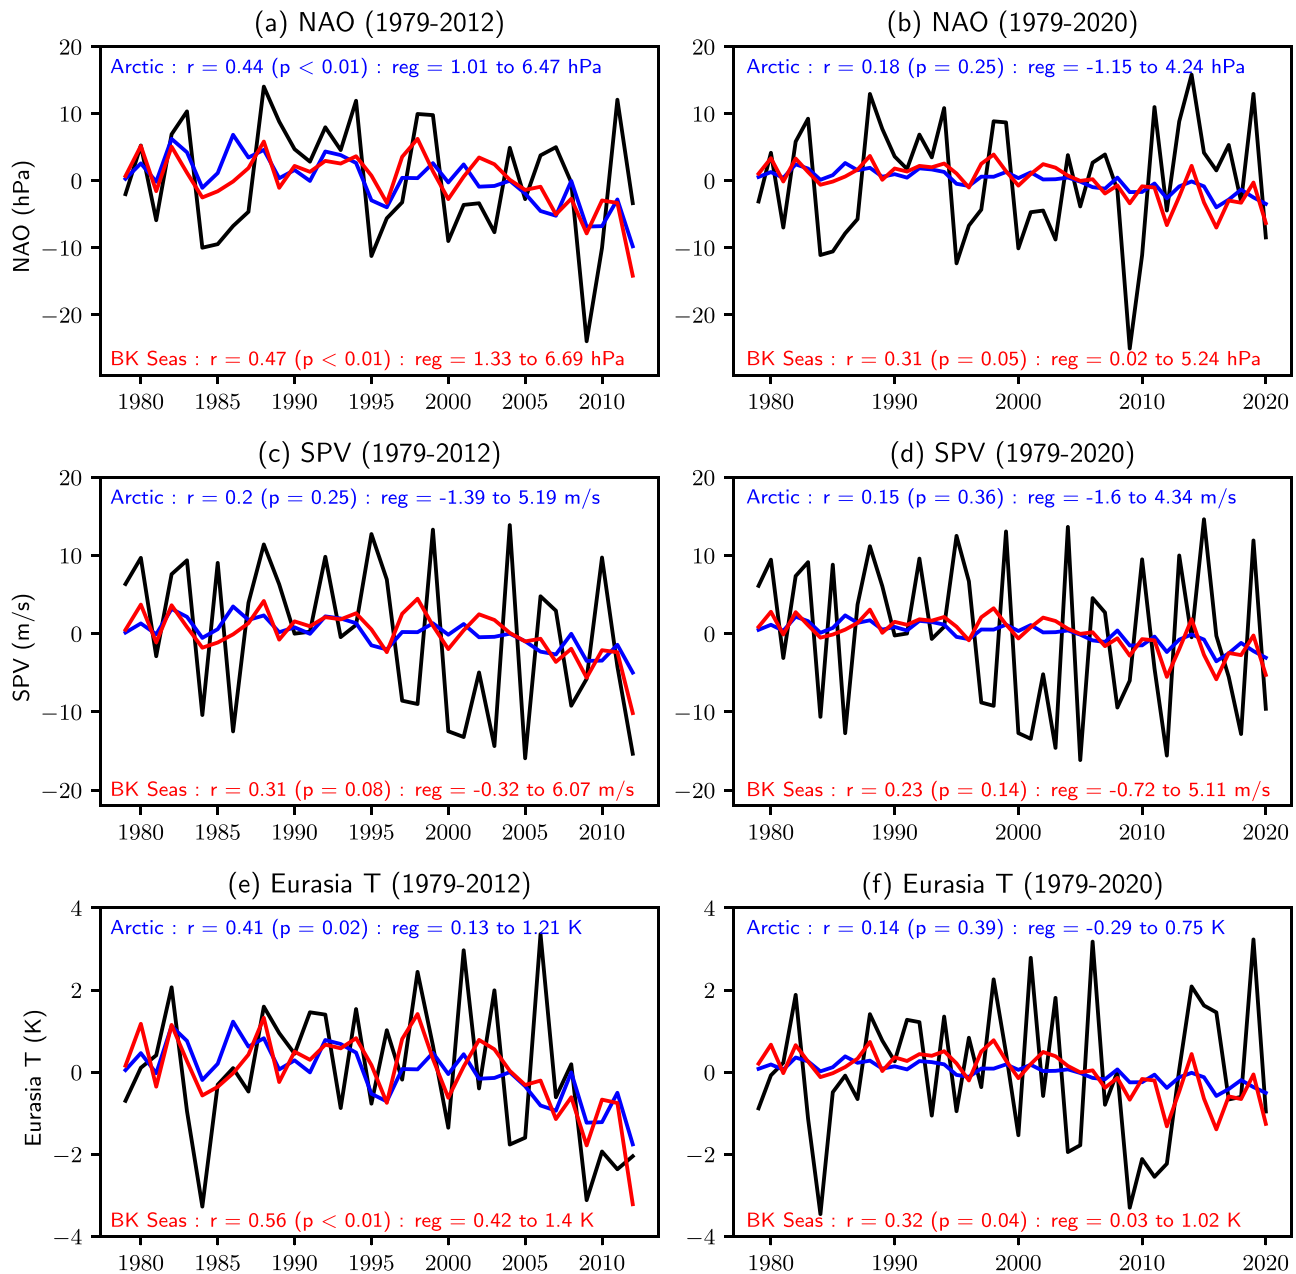 (a) NAO (1979-2012)
20
10
0
−10
−20
NAO (hPa)
Arctic : r = 0.44 (p < 0.01) : reg = 1.01 to 6.47 hPa
BK Seas : r = 0.47 (p < 0.01) : reg = 1.33 to 6.69 hPa
1980 1985 1990 1995 2000 2005 2010
(b) NAO (1979-2020)
20
10
0
−10
−20
Arctic : r = 0.18 (p = 0.25) : reg = -1.15 to 4.24 hPa
BK Seas : r = 0.31 (p = 0.05) : reg = 0.02 to 5.24 hPa
1980 1990 2000 2010 2020
(c) SPV (1979-2012)
20
10
0
−10
−20
SPV (m/s)
Arctic : r = 0.2 (p = 0.25) : reg = -1.39 to 5.19 m/s
BK Seas : r = 0.31 (p = 0.08) : reg = -0.32 to 6.07 m/s
1980 1985 1990 1995 2000 2005 2010
(d) SPV (1979-2020)
20
10
0
−10
−20
Arctic : r = 0.15 (p = 0.36) : reg = -1.6 to 4.34 m/s
BK Seas : r = 0.23 (p = 0.14) : reg = -0.72 to 5.11 m/s
1980 1990 2000 2010 2020
(e) Eurasia T (1979-2012)
4
2
0
−2
−4
Eurasia T (K)
Arctic : r = 0.41 (p = 0.02) : reg = 0.13 to 1.21 K
BK Seas : r = 0.56 (p < 0.01) : reg = 0.42 to 1.4 K
1980 1985 1990 1995 2000 2005 2010
(f) Eurasia T (1979-2020)
4
2
0
−2
−4
Arctic : r = 0.14 (p = 0.39) : reg = -0.29 to 0.75 K
BK Seas : r = 0.32 (p = 0.04) : reg = 0.03 to 1.02 K
1980 1990 2000 2010 2020